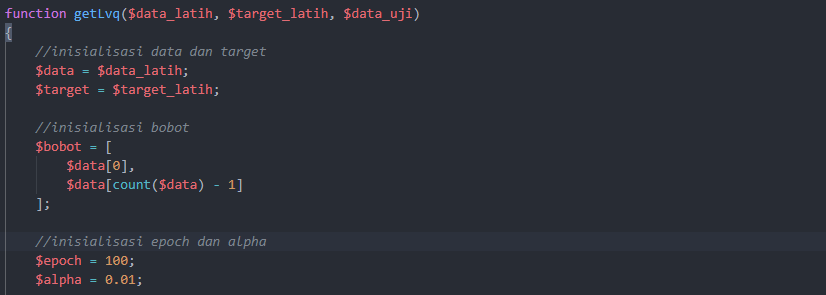 function getLvq($data_latih, $target_latih, $data_uji)
{
//inisialisasi data dan target
$data = $data_latih;
$target = $target_latih;
//inisialisasi bobot
$bobot = [
$data[0],
$data[count($data) - 1]
];
//inisialisasi epoch dan alpha
$epoch = 100;
$alpha = 0.01;